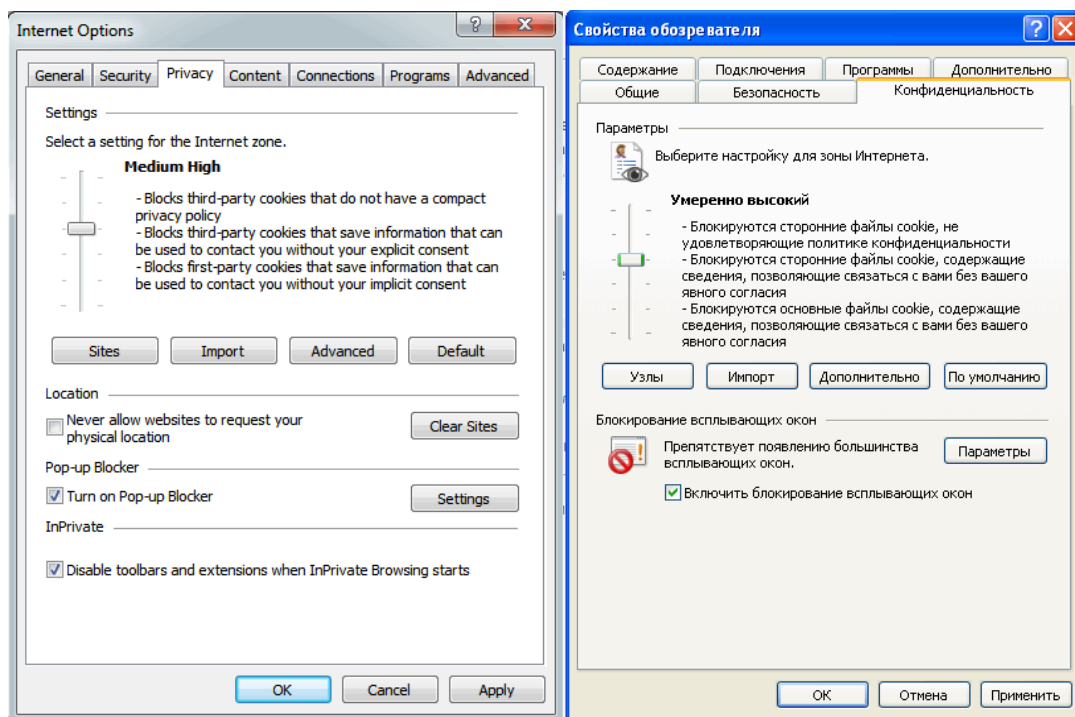 Internet Options
General Security Privacy Content Connections Programs Advanced
Settings
Select a setting for the Internet zone.
Medium High
- Blocks third-party cookies that do not have a compact
privacy policy
- Blocks third-party cookies that save information that can
be used to contact you without your explicit consent
- Blocks first-party cookies that save information that can
be used to contact you without your implicit consent
Sites Import Advanced Default
Location
Never allow websites to request your
physical location
Clear Sites
Pop-up Blocker
Turn on Pop-up Blocker
Settings
InPrivate
Disable toolbars and extensions when InPrivate Browsing starts
OK Cancel Apply
Свойства обозревателя
Содержание Подключения Программы Дополнительно
Общие Безопасность Конфиденциальность
Параметры
Выберите настройку для зоны Интернета.
Умеренно высокий
- Блокируются сторонние файлы cookie, не
удовлетворяющие политике конфиденциальности
- Блокируются сторонние файлы cookie, содержащие
сведения, позволяющие связаться с вами без вашего
явного согласия
- Блокируются основные файлы cookie, содержащие
сведения, позволяющие связаться с вами без вашего
явного согласия
Узлы Импорт Дополнительно По умолчанию
Блокирование всплывающих окон
Препятствует появлению большинства
всплывающих окон.
Параметры
Включить блокирование всплывающих окон
ОК Отмена Применить